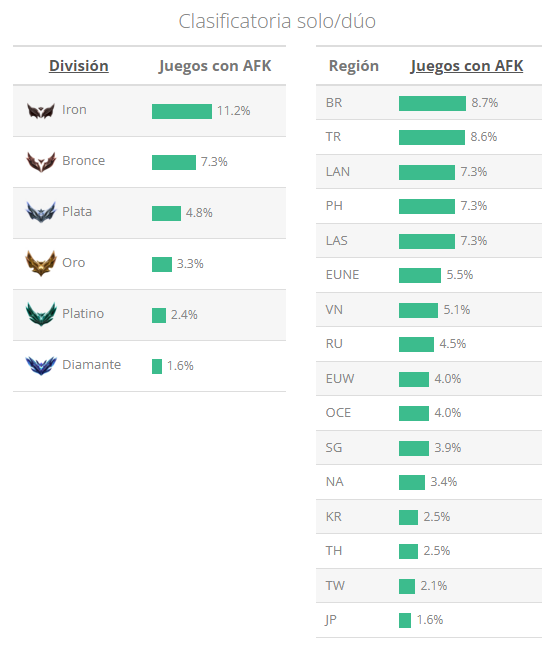 Clasificatoria solo/dúo
División Juegos con AFK
Iron 11.2%
Bronce 7.3%
Plata 4.8%
Oro 3.3%
Platino 2.4%
Diamante 1.6%
Región Juegos con AFK
BR 8.7%
TR 8.6%
LAN 7.3%
PH 7.3%
LAS 7.3%
EUNE 5.5%
VN 5.1%
RU 4.5%
EUW 4.0%
OCE 4.0%
SG 3.9%
NA 3.4%
KR 2.5%
TH 2.5%
TW 2.1%
JP 1.6%